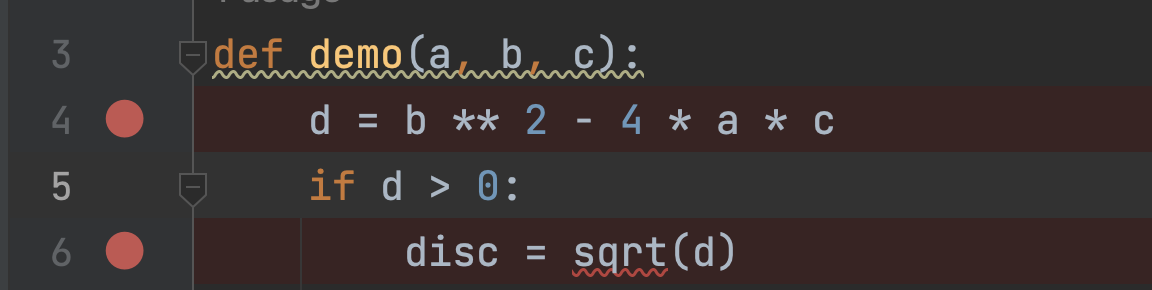 3 def demo(a, b, c):
4     d = b ** 2 - 4 * a * c
5     if d > 0:
6         disc = sqrt(d)